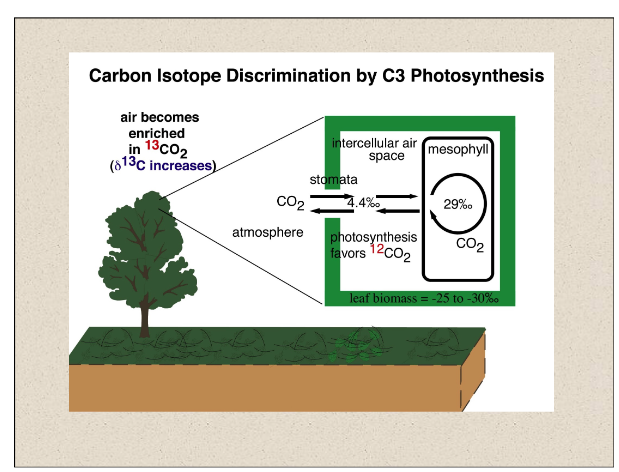 Carbon Isotope Discrimination by C3 Photosynthesis
air becomes
enriched
in ¹³CO₂
(δ¹³C increases)
intercellular air
space
mesophyll
stomata
CO₂
4.4‰
29‰
atmosphere
photosynthesis
favors ¹²CO₂
CO₂
leaf biomass = -25 to -30‰